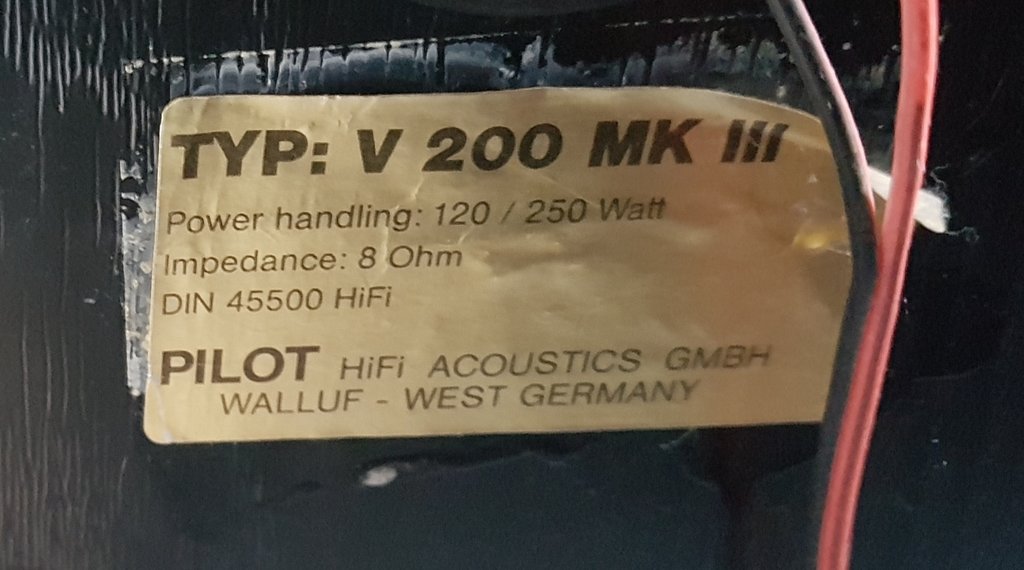 TYP: V 200 MK III
Power handling: 120 / 250 Watt
Impedance: 8 Ohm
DIN 45500 HiFi
PILOT HiFi ACOUSTICS GMBH
WALLUF - WEST GERMANY